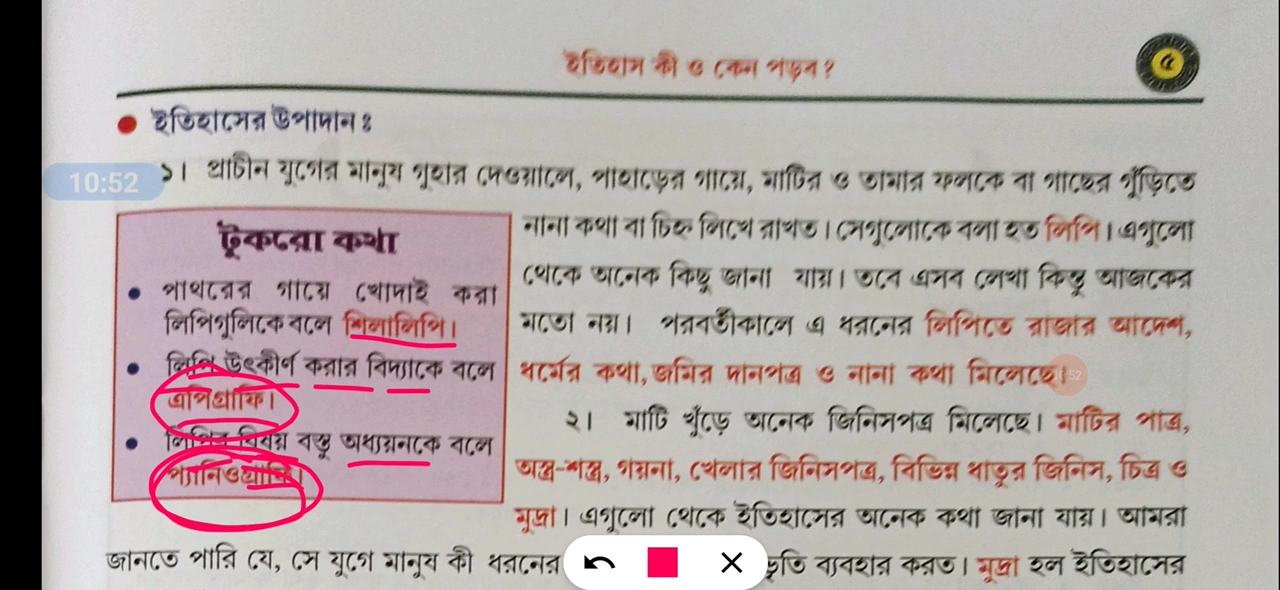 ইতিহাস কী ও কেন পড়ব?
৫
ইতিহাসের উপাদান ঃ
10:52
১। প্রাচীন যুগের মানুষ গুহার দেওয়ালে, পাহাড়ের গায়ে, মাটির ও তামার ফলকে বা গাছের গুঁড়িতে
নানা কথা বা চিহ্ন লিখে রাখত। সেগুলোকে বলা হত লিপি। এগুলো
থেকে অনেক কিছু জানা যায়। তবে এসব লেখা কিন্তু আজকের
মতো নয়। পরবর্তীকালে এ ধরনের লিপিতে রাজার আদেশ,
ধর্মের কথা, জমির দানপত্র ও নানা কথা মিলেছে।
টুকরো কথা
পাথরের গায়ে খোদাই করা
লিপিগুলিকে বলে শিলালিপি।
লিপি উৎকীর্ণ করার বিদ্যাকে বলে
এপিগ্রাফি।
লিপির বিষয় বস্তু অধ্যয়নকে বলে
প্যানিওগ্রাফি।
২। মাটি খুঁড়ে অনেক জিনিসপত্র মিলেছে। মাটির পাত্র,
অস্ত্র-শস্ত্র, গয়না, খেলার জিনিসপত্র, বিভিন্ন ধাতুর জিনিস, চিত্র ও
মুদ্রা। এগুলো থেকে ইতিহাসের অনেক কথা জানা যায়। আমরা
জানতে পারি যে, সে যুগে মানুষ কী ধরনের
ব্যবহার করত। মুদ্রা হল ইতিহাসের